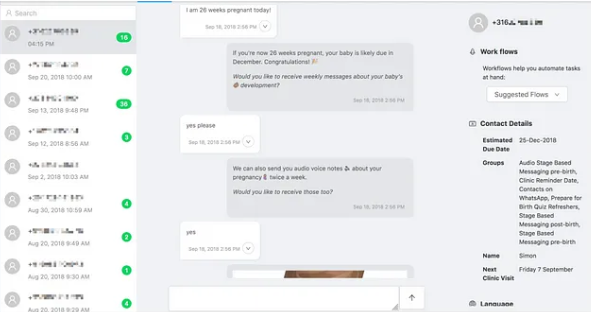 Search
04:15 PM
16
Sep 20, 2018 10:00 AM
7
Sep 13, 2018 9:48 PM
36
Sep 12, 2018 8:56 AM
3
Sep 2, 2018 10:03 AM
Aug 30, 2018 10:59 AM
4
Aug 20, 2018 9:49 AM
2
Aug 20, 2018 9:30 AM
1
Aug 20, 2018 9:29 AM
4
I am 26 weeks pregnant today!
Sep 18, 2018 2:56 PM
If you're now 26 weeks pregnant, your baby is likely due in
December. Congratulations! 🎉
Would you like to receive weekly messages about your baby's
development?
Sep 18, 2018 2:56 PM
yes please
Sep 18, 2018 2:56 PM
We can also send you audio voice notes about your
pregnancy twice a week.
Would you like to receive those too?
Sep 18, 2018 2:56 PM
yes
Sep 18, 2018 2:56 PM
+316
Work flows
Workflows help you automate tasks
at hand:
Suggested Flows
Contact Details
Estimated
Due Date
25-Dec-2018
Groups
Audio Stage Based
Messaging pre-birth,
Clinic Reminder Date,
Contacts on
WhatsApp, Prepare for
Birth Quiz Refreshers,
Stage Based
Messaging post-birth,
Stage Based
Messaging pre-birth
Name
Simon
Next
Clinic Visit
Friday 7 September
Language